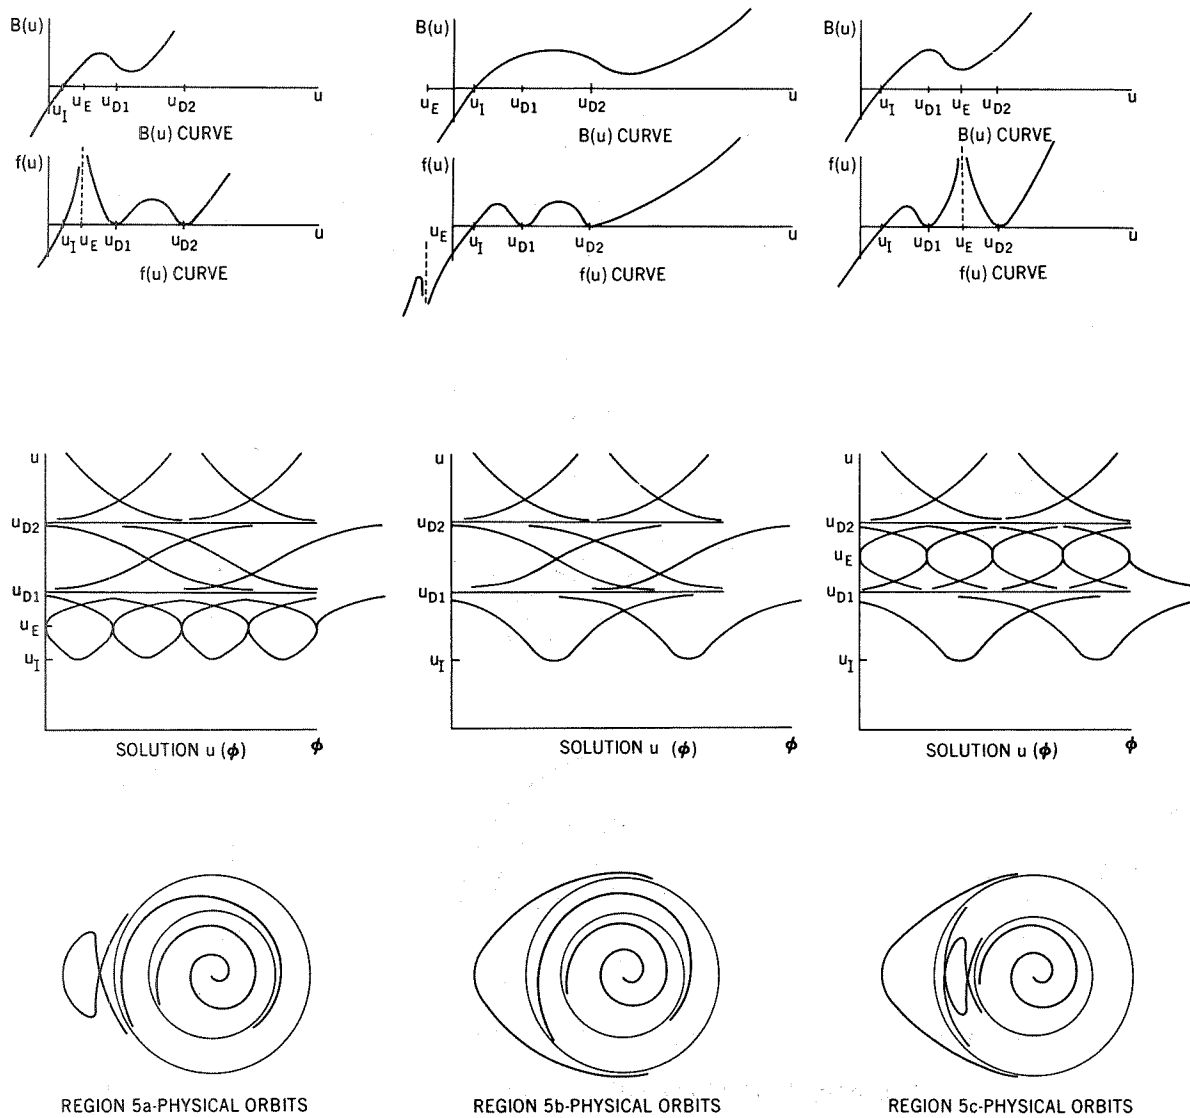 B(u)
u_I u_E u_D1 u_D2 u
B(u) CURVE
f(u)
u_I u_E u_D1 u_D2 u
f(u) CURVE
B(u)
u_E u_I u_D1 u_D2 u
B(u) CURVE
f(u)
u_E
u_I u_D1 u_D2 u
f(u) CURVE
B(u)
u_I u_D1 u_E u_D2 u
B(u) CURVE
f(u)
u_I u_D1 u_E u_D2 u
f(u) CURVE
u
u_D2
u_D1
u_E
u_I
SOLUTION u (ϕ) ϕ
u
u_D2
u_D1
u_I
SOLUTION u (ϕ) ϕ
u
u_D2
u_E
u_D1
u_I
SOLUTION u (ϕ) ϕ
REGION 5a-PHYSICAL ORBITS
REGION 5b-PHYSICAL ORBITS
REGION 5c-PHYSICAL ORBITS